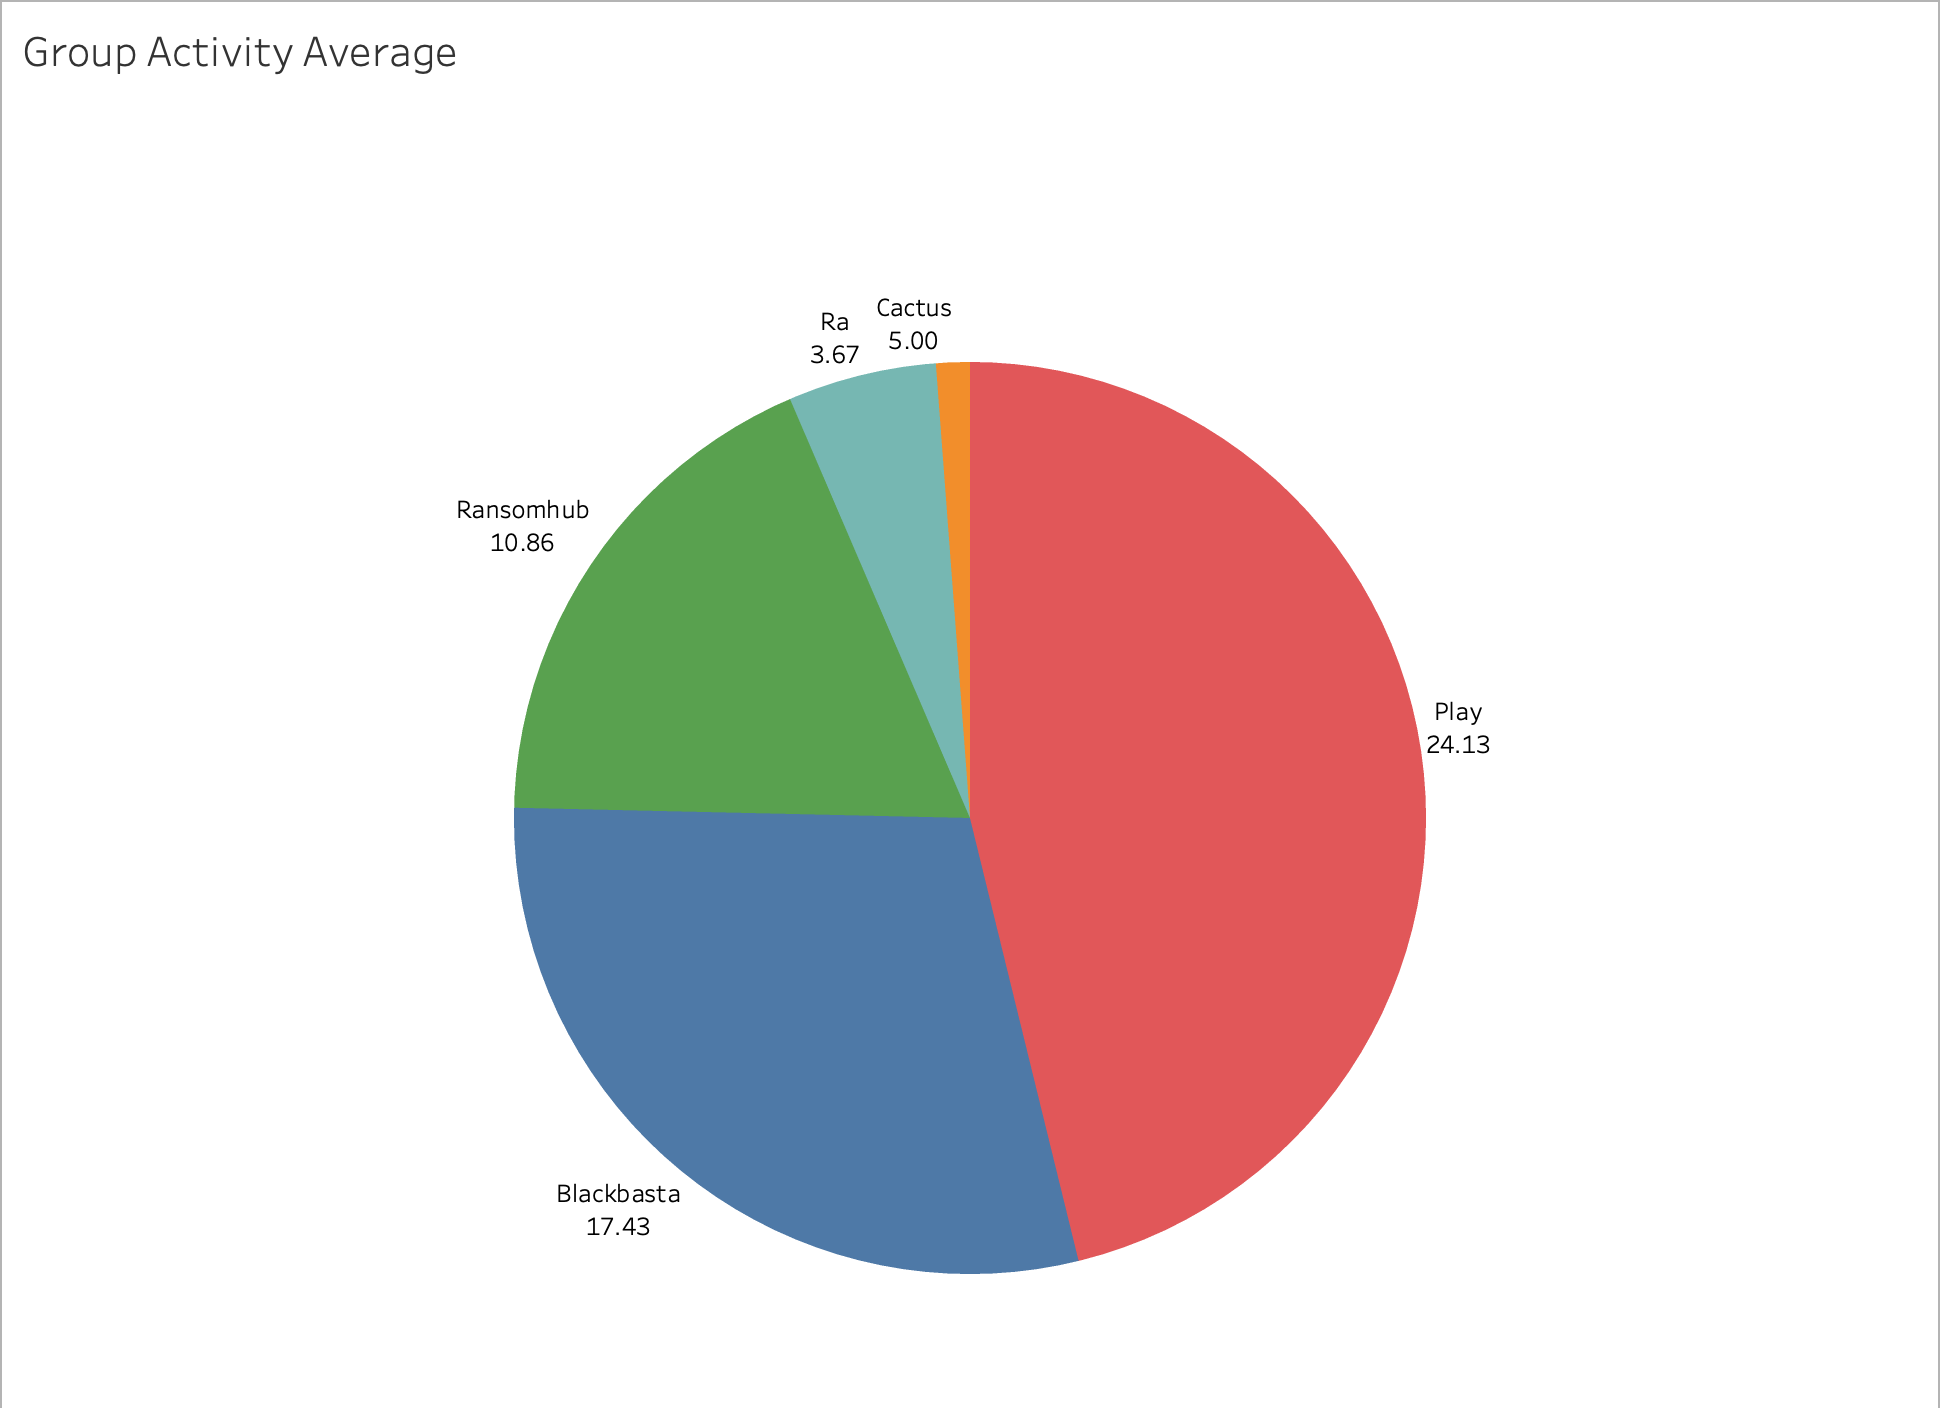 Group Activity Average
Cactus
5.00
Ra
3.67
Ransomhub
10.86
Play
24.13
Blackbasta
17.43